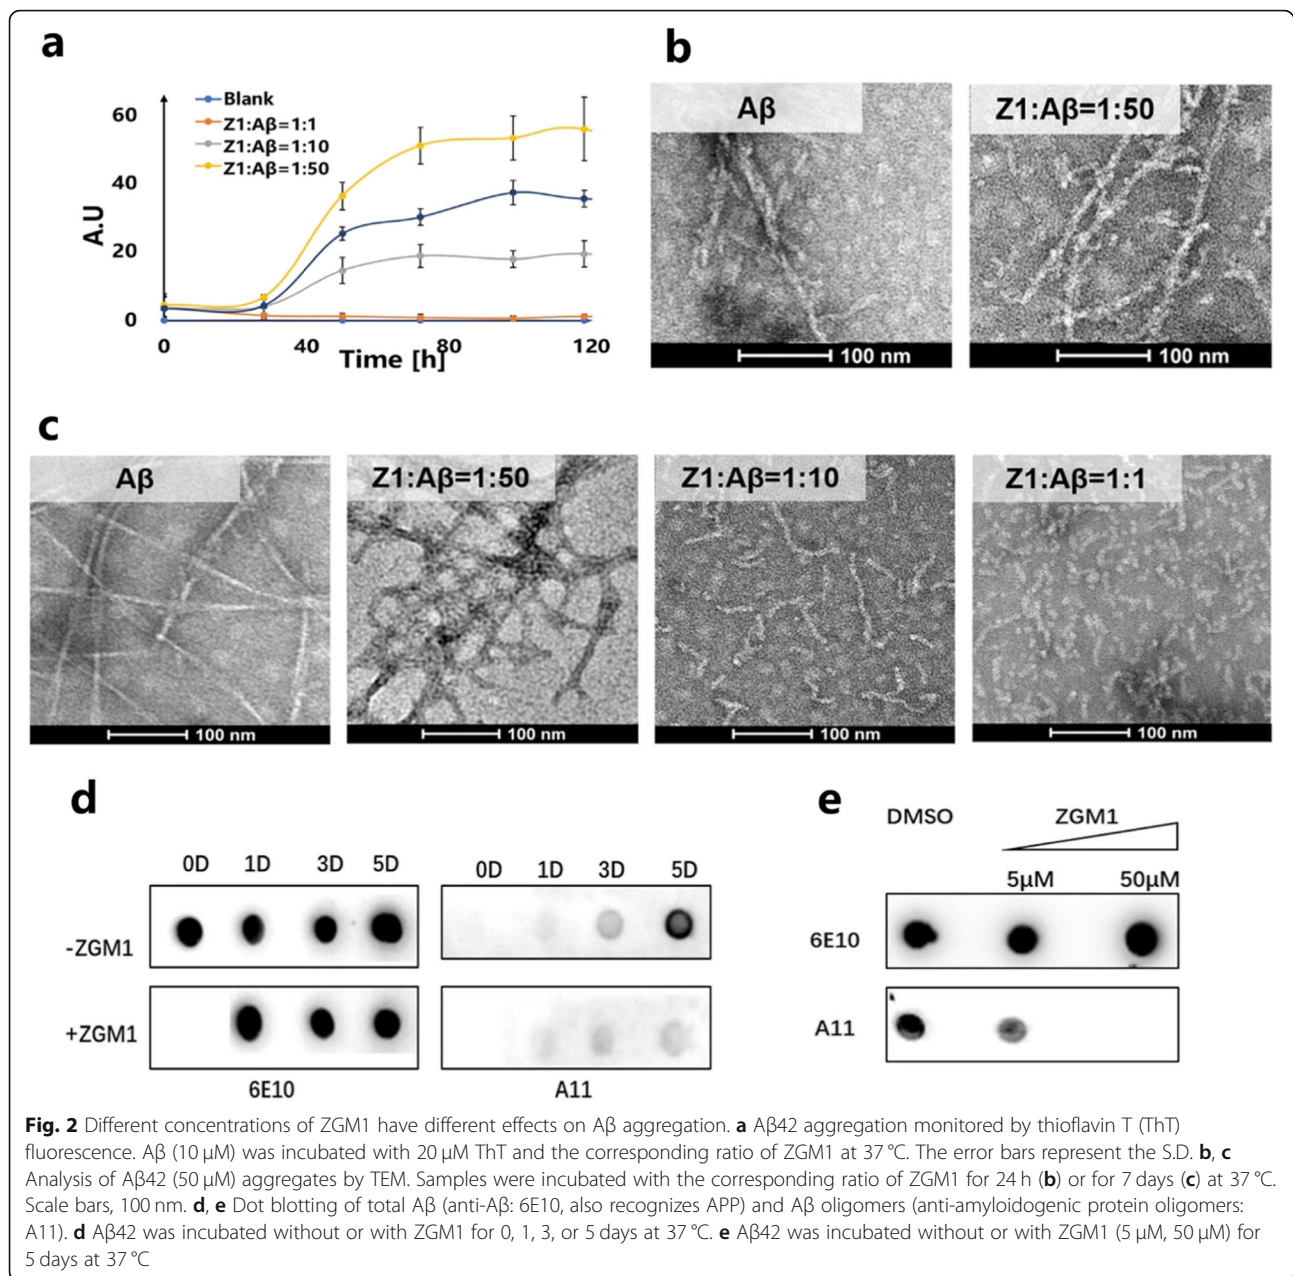 a
60
40
20
0
A.U
Blank
Z1:Aβ=1:1
Z1:Aβ=1:10
Z1:Aβ=1:50
0 40 80 120
Time [h]
b
Aβ
100 nm
Z1:Aβ=1:50
100 nm
c
Aβ
100 nm
Z1:Aβ=1:50
100 nm
Z1:Aβ=1:10
100 nm
Z1:Aβ=1:1
100 nm
d
0D 1D 3D 5D
0D 1D 3D 5D
-ZGM1
+ZGM1
6E10
A11
e
DMSO ZGM1
5μM 50μM
6E10
A11
Fig. 2 Different concentrations of ZGM1 have different effects on Aβ aggregation. a Aβ42 aggregation monitored by thioflavin T (ThT)
fluorescence. Aβ (10 μM) was incubated with 20 μM ThT and the corresponding ratio of ZGM1 at 37 °C. The error bars represent the S.D. b, c
Analysis of Aβ42 (50 μM) aggregates by TEM. Samples were incubated with the corresponding ratio of ZGM1 for 24 h (b) or for 7 days (c) at 37 °C.
Scale bars, 100 nm. d, e Dot blotting of total Aβ (anti-Aβ: 6E10, also recognizes APP) and Aβ oligomers (anti-amyloidogenic protein oligomers:
A11). d Aβ42 was incubated without or with ZGM1 for 0, 1, 3, or 5 days at 37 °C. e Aβ42 was incubated without or with ZGM1 (5 μM, 50 μM) for
5 days at 37 °C